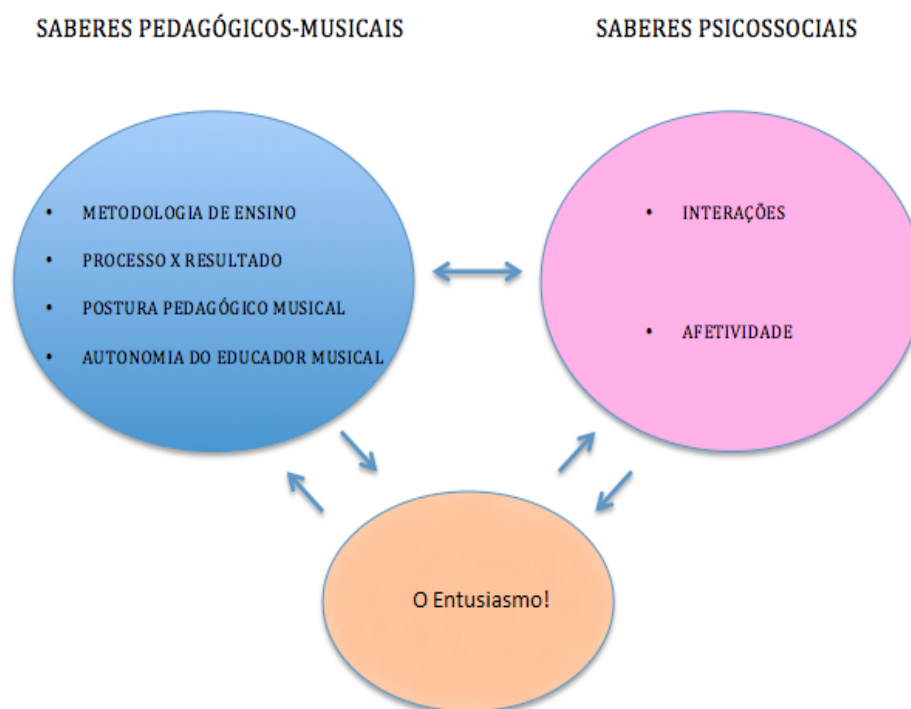 SABERES PEDAGÓGICOS-MUSICAIS
SABERES PSICOSSOCIAIS
• METODOLOGIA DE ENSINO
• PROCESSO X RESULTADO
• POSTURA PEDAGÓGICO MUSICAL
• AUTONOMIA DO EDUCADOR MUSICAL
• INTERAÇÕES
• AFETIVIDADE
O Entusiasmo!